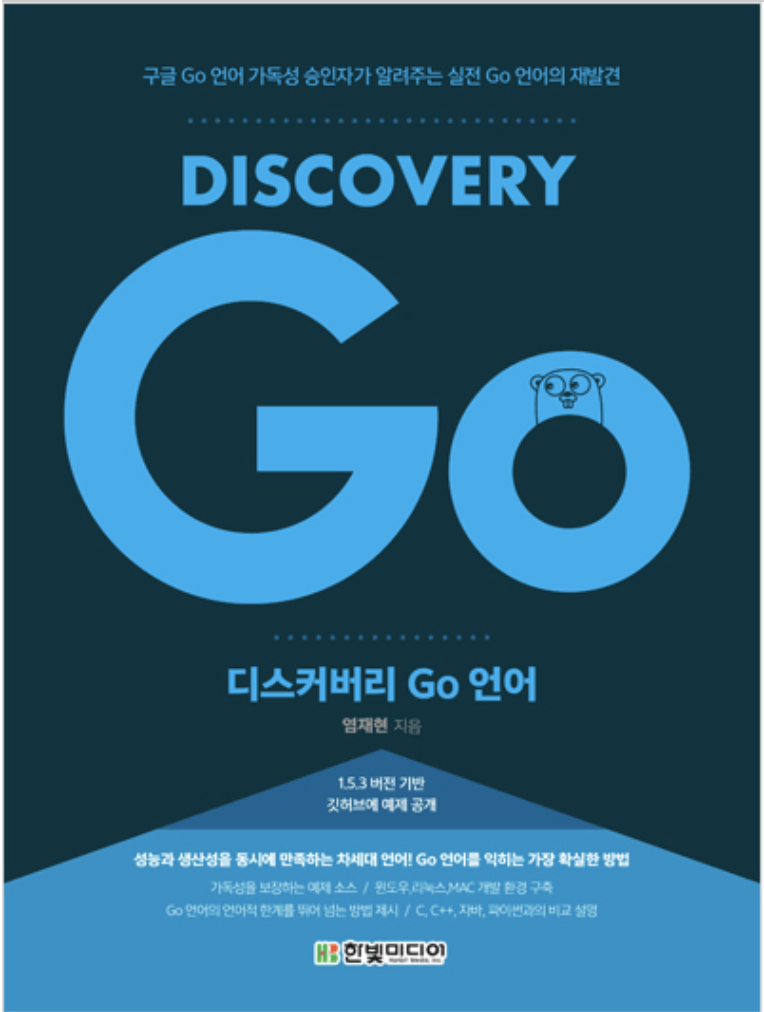 구글 Go 언어 가독성 승인자가 알려주는 실전 Go 언어의 재발견
DISCOVERY
Go
디스커버리 Go 언어
염재현 지음
1.5.3 버전 기반
깃허브에 예제 공개
성능과 생산성을 동시에 만족하는 차세대 언어! Go 언어를 익히는 가장 확실한 방법
가독성을 보장하는 예제 소스 / 윈도우,리눅스,MAC 개발 환경 구축
Go 언어의 언어적 한계를 뛰어 넘는 방법 제시 / C, C++, 자바, 파이썬과의 비교 설명
HB 한빛미디어
Hanbit Media, Inc.